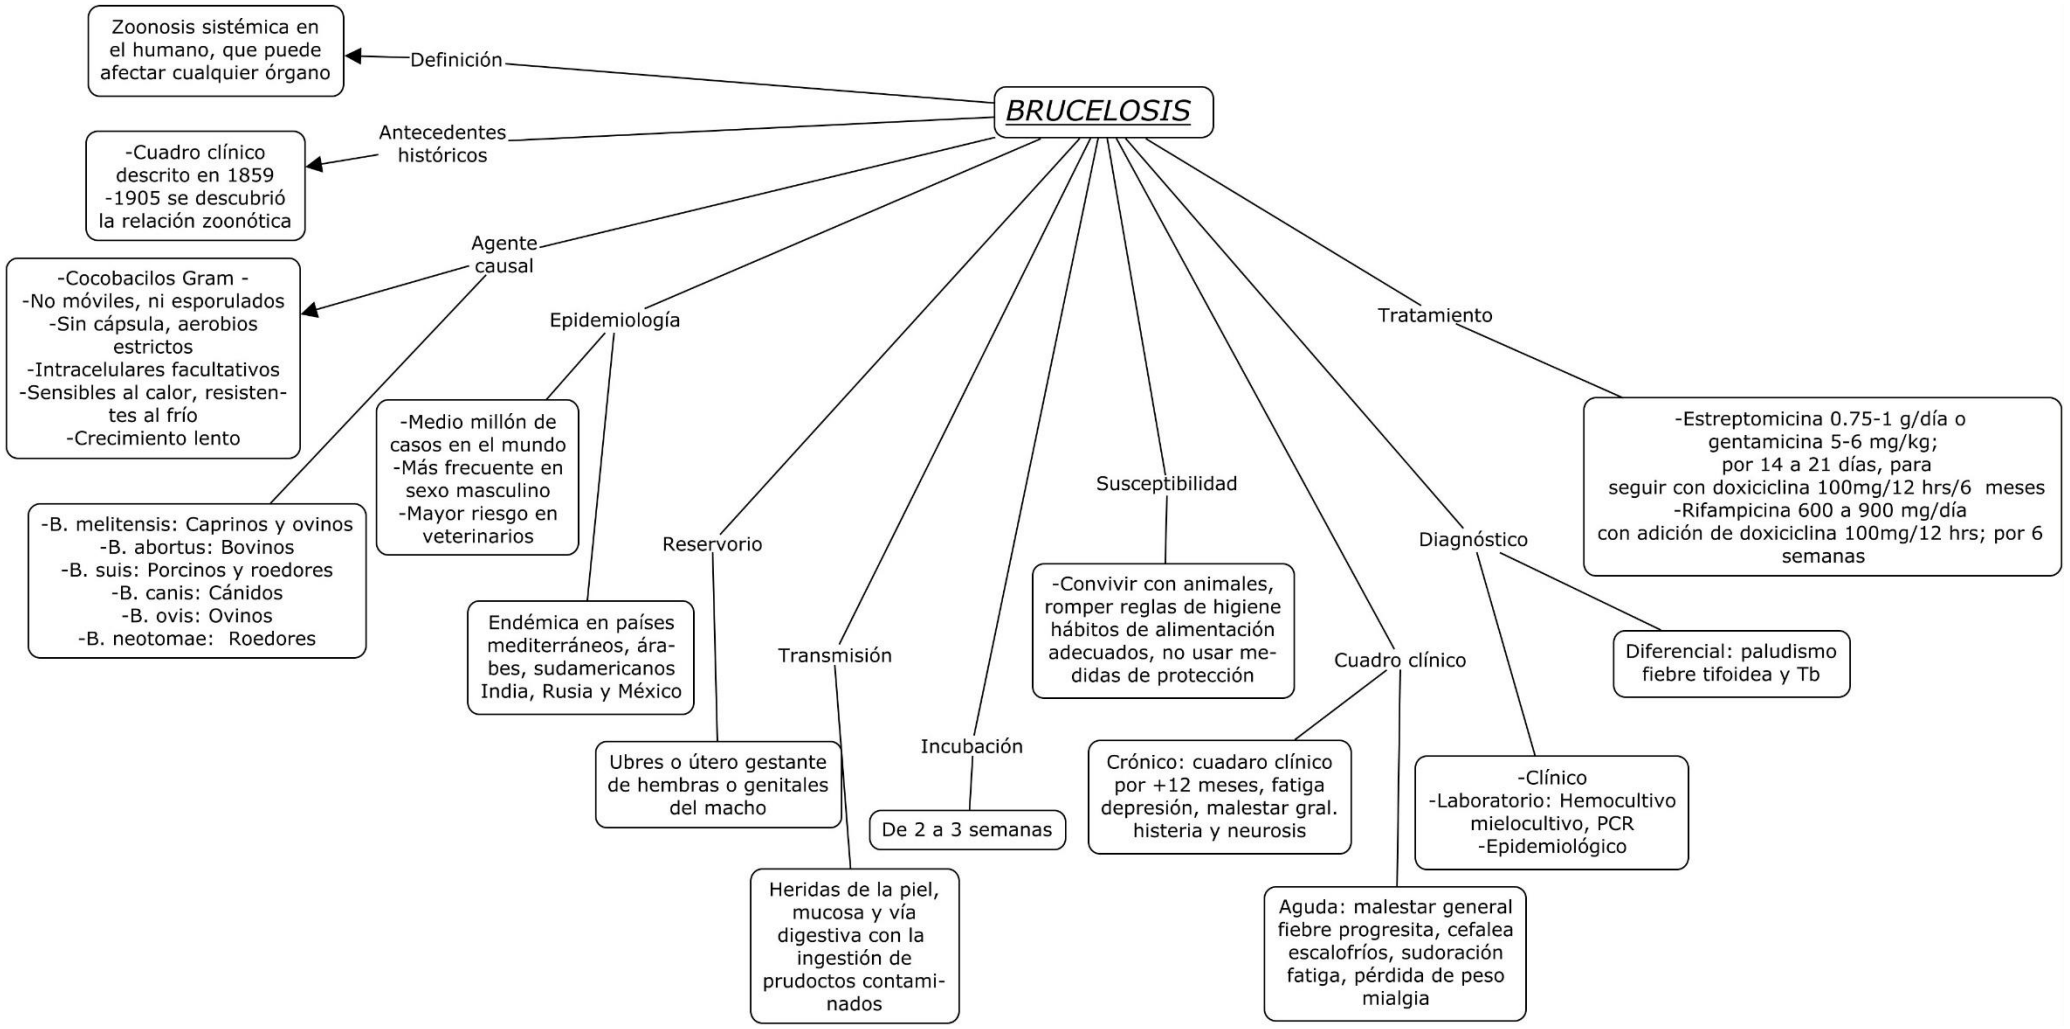 BRUCELOSIS
Definición
Zoonosis sistémica en
el humano, que puede
afectar cualquier órgano
Antecedentes
históricos
-Cuadro clínico
descrito en 1859
-1905 se descubrió
la relación zoonótica
Agente
causal
-Cocobacilos Gram -
-No móviles, ni esporulados
-Sin cápsula, aerobios
estrictos
-Intracelulares facultativos
-Sensibles al calor, resisten-
tes al frío
-Crecimiento lento
-B. melitensis: Caprinos y ovinos
-B. abortus: Bovinos
-B. suis: Porcinos y roedores
-B. canis: Cánidos
-B. ovis: Ovinos
-B. neotomae: Roedores
Epidemiología
-Medio millón de
casos en el mundo
-Más frecuente en
sexo masculino
-Mayor riesgo en
veterinarios
Endémica en países
mediterráneos, ára-
bes, sudamericanos
India, Rusia y México
Reservorio
Ubres o útero gestante
de hembras o genitales
del macho
Transmisión
Heridas de la piel,
mucosa y vía
digestiva con la
ingestión de
prudoctos contami-
nados
Incubación
De 2 a 3 semanas
Susceptibilidad
-Convivir con animales,
romper reglas de higiene
hábitos de alimentación
adecuados, no usar me-
didas de protección
Cuadro clínico
Crónico: cuadaro clínico
por +12 meses, fatiga
depresión, malestar gral.
histeria y neurosis
Aguda: malestar general
fiebre progresita, cefalea
escalofríos, sudoración
fatiga, pérdida de peso
mialgia
Diagnóstico
-Clínico
-Laboratorio: Hemocultivo
mielocultivo, PCR
-Epidemiológico
Diferencial: paludismo
fiebre tifoidea y Tb
Tratamiento
-Estreptomicina 0.75-1 g/día o
gentamicina 5-6 mg/kg;
por 14 a 21 días, para
seguir con doxiciclina 100mg/12 hrs/6 meses
-Rifampicina 600 a 900 mg/día
con adición de doxiciclina 100mg/12 hrs; por 6
semanas